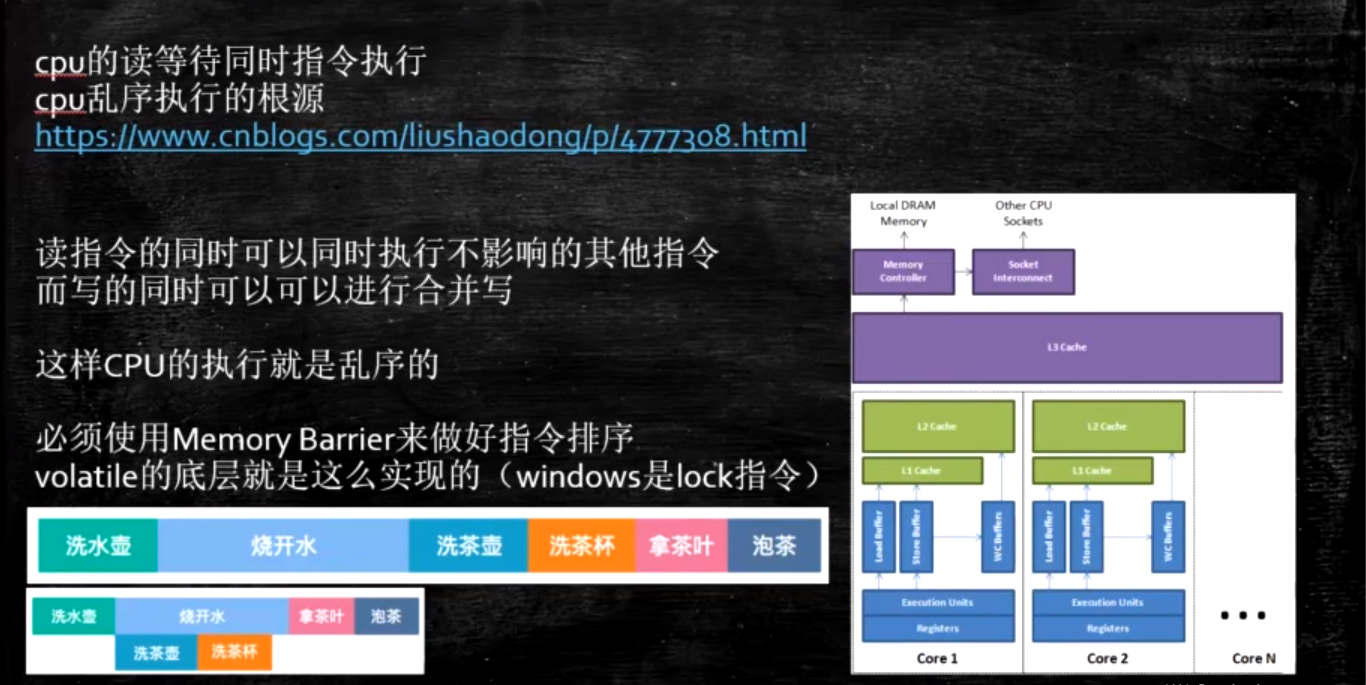 cpu的读等待同时指令执行
cpu乱序执行的根源
https://www.cnblogs.com/liushaodong/p/4777308.html
读指令的同时可以同时执行不影响的其他指令
而写的同时可以可以进行合并写
这样CPU的执行就是乱序的
必须使用Memory Barrier来做好指令排序
volatile的底层就是这么实现的（windows是lock指令）
洗水壶 烧开水 洗茶壶 洗茶杯 拿茶叶 泡茶
洗水壶 烧开水 拿茶叶 泡茶
洗茶壶 洗茶杯
Local DRAM Other CPU
Memory Sockets
Memory Socket
Controller Interconnect
L3 Cache
L2 Cache L2 Cache
L1 Cache L1 Cache
Load Buffer Store Buffer WC Buffers Load Buffer Store Buffer WC Buffers
Execution Units Execution Units
Registers Registers
Core 1 Core 2 ... Core N